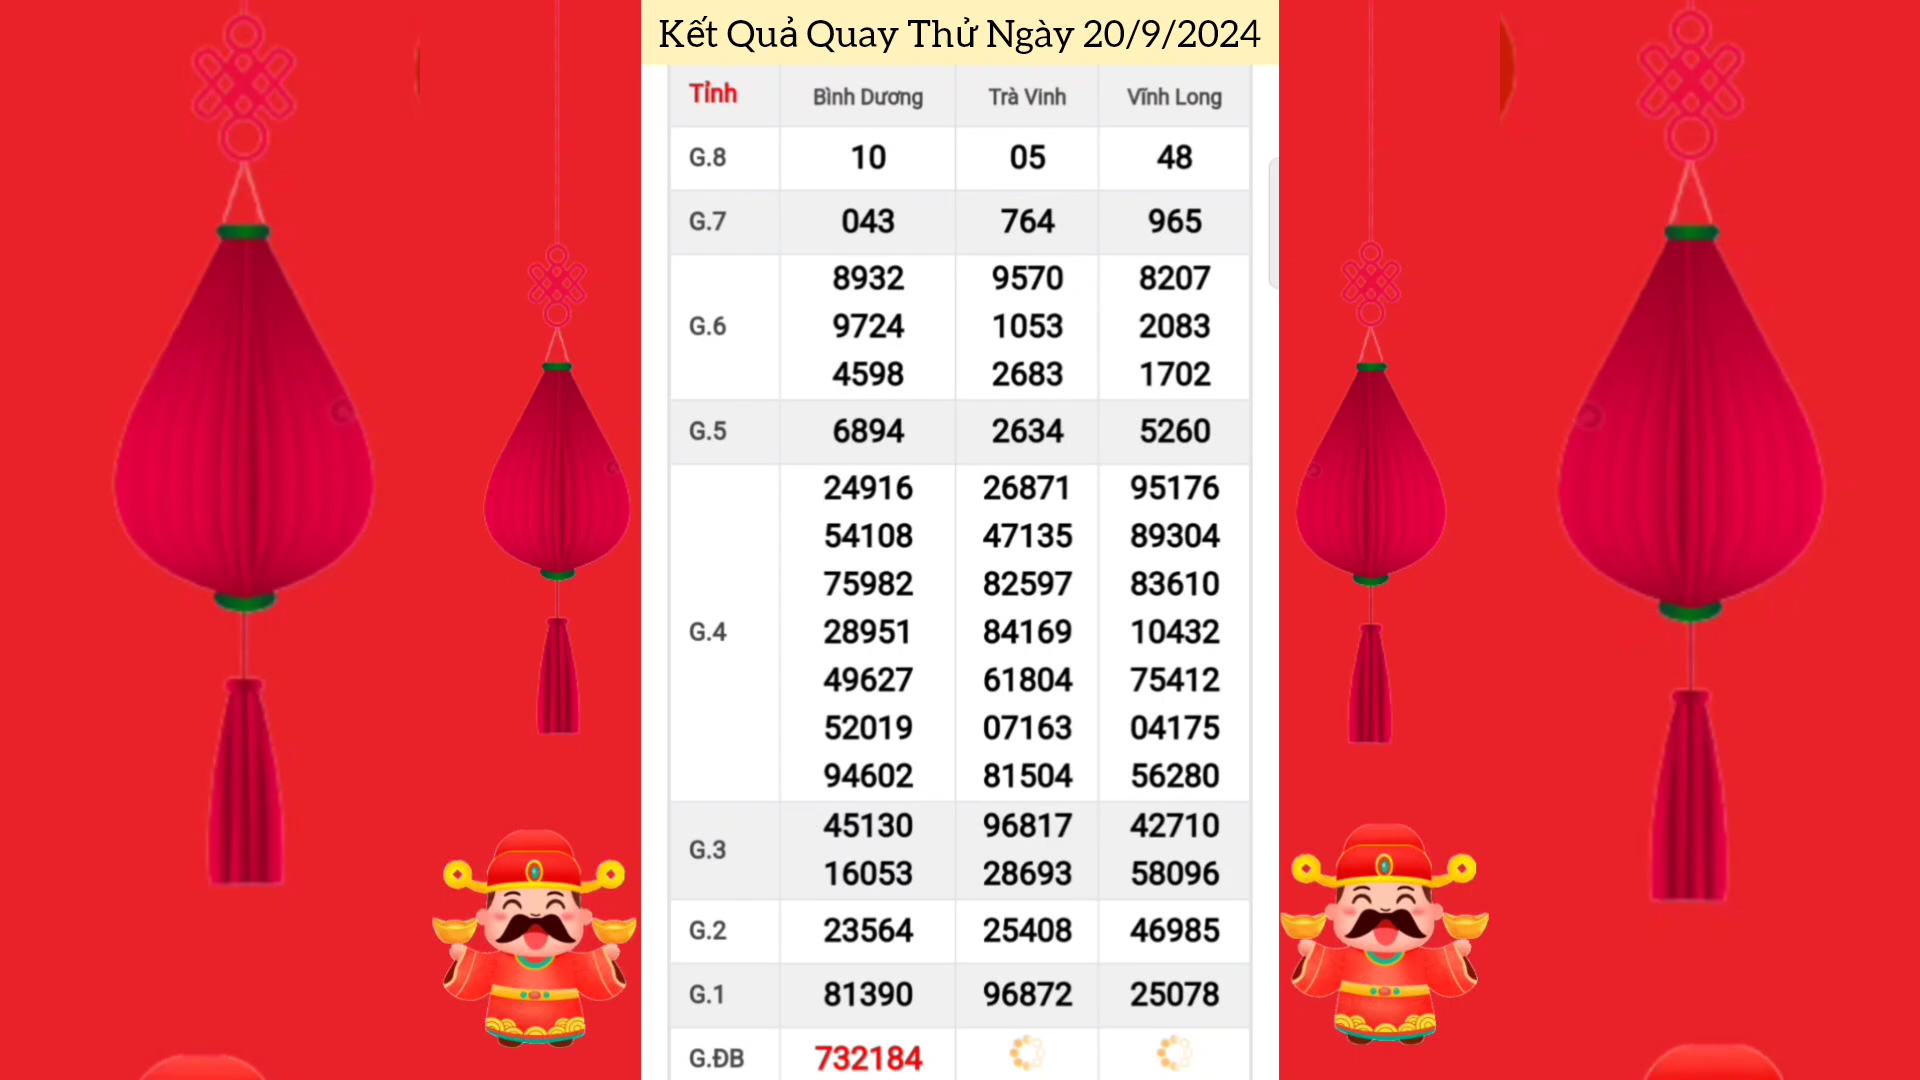 Kết Quả Quay Thử Ngày 20/9/2024
Tỉnh Bình Dương Trà Vinh Vĩnh Long
G.8 10 05 48
G.7 043 764 965
8932 9570 8207
G.6 9724 1053 2083
4598 2683 1702
G.5 6894 2634 5260
24916 26871 95176
54108 47135 89304
75982 82597 83610
G.4 28951 84169 10432
49627 61804 75412
52019 07163 04175
94602 81504 56280
G.3 45130 96817 42710
16053 28693 58096
G.2 23564 25408 46985
G.1 81390 96872 25078
G.ĐB 732184